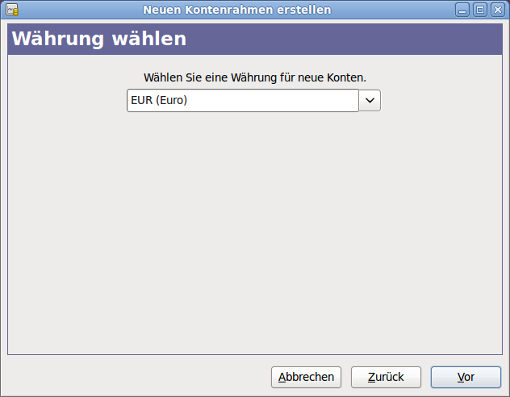 Neuen Kontenrahmen erstellen
Währung wählen
Wählen Sie eine Währung für neue Konten.
EUR (Euro)
Abbrechen Zurück Vor